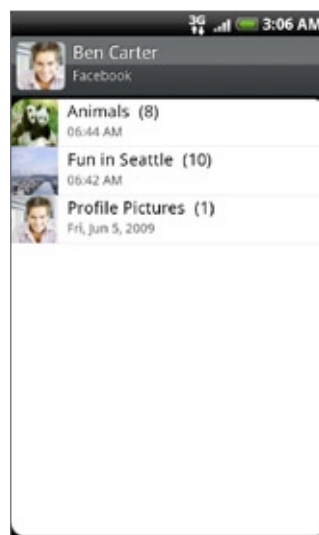 3G 3:06 AM
Ben Carter
Facebook
Animals (8)
06:44 AM
Fun in Seattle (10)
06:42 AM
Profile Pictures (1)
Fri, Jun 5, 2009